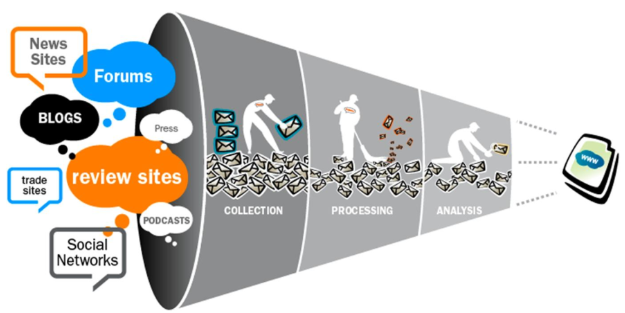 News
Sites
Forums
BLOGS
Press
review sites
trade
sites
PODCASTS
Social
Networks
COLLECTION
PROCESSING
ANALYSIS
WWW